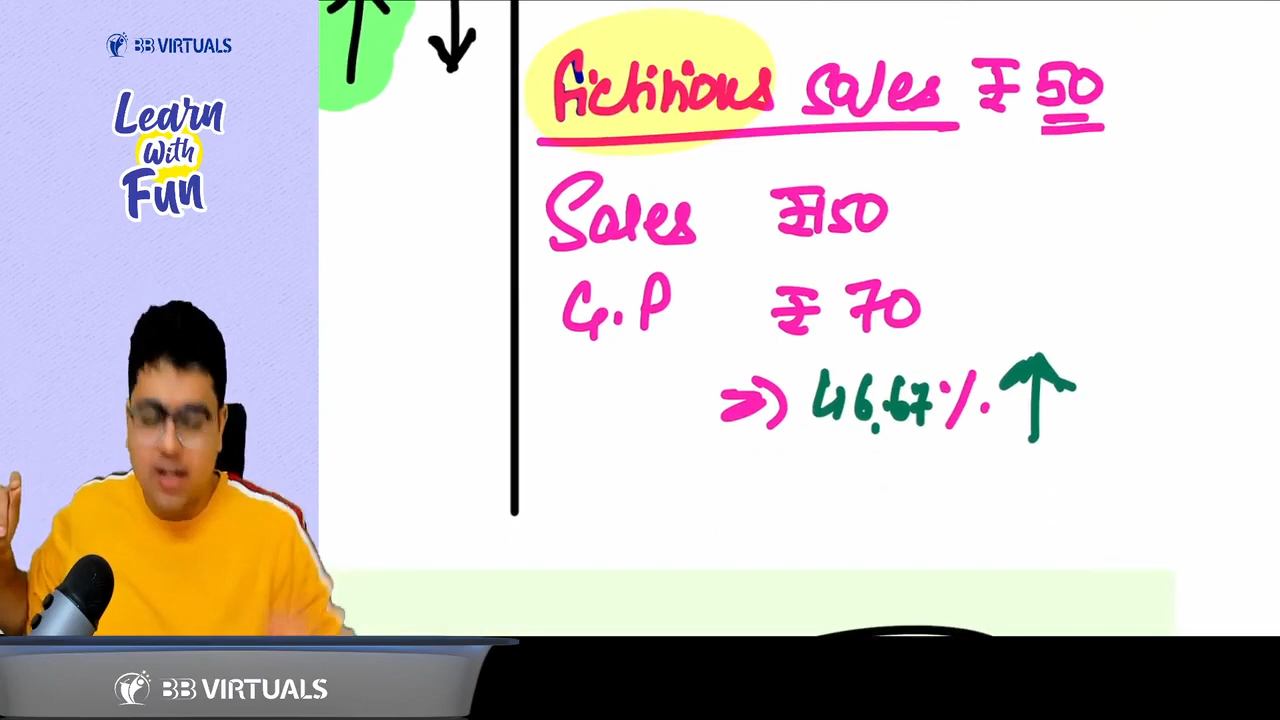 BB VIRTUALS
Learn
With
Fun
Fictitious sales ₹ 50
Sales ₹150
G.P ₹ 70
⇒ 46.67%
BB VIRTUALS